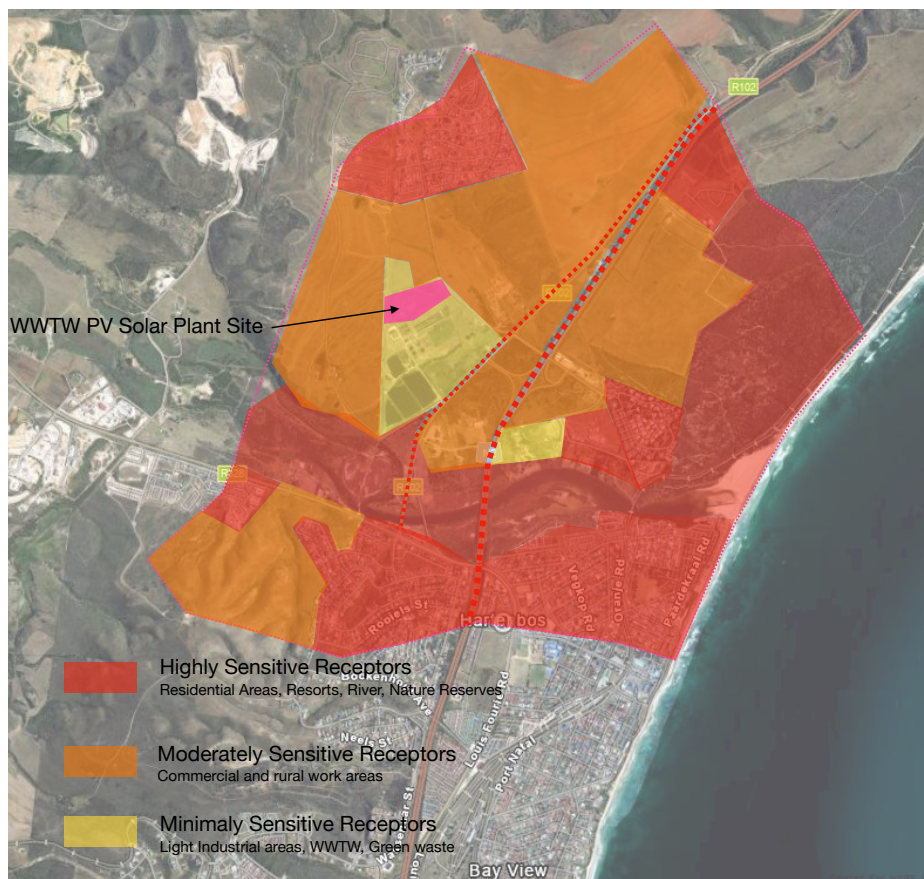 R102
WWTW PV Solar Plant Site
R102
Vegkop Rd
Oranje Rd
Paardekraal Rd
Rooiels St
Hartenbos
Highly Sensitive Receptors
Residential Areas, Resorts, River, Nature Reserves
Bockenhout Ave
Louis Fourie Rd
Neels St
Port Natal
Moderately Sensitive Receptors
Commercial and rural work areas
Minimaly Sensitive Receptors
Light Industrial areas, WWTW, Green waste
Bay View